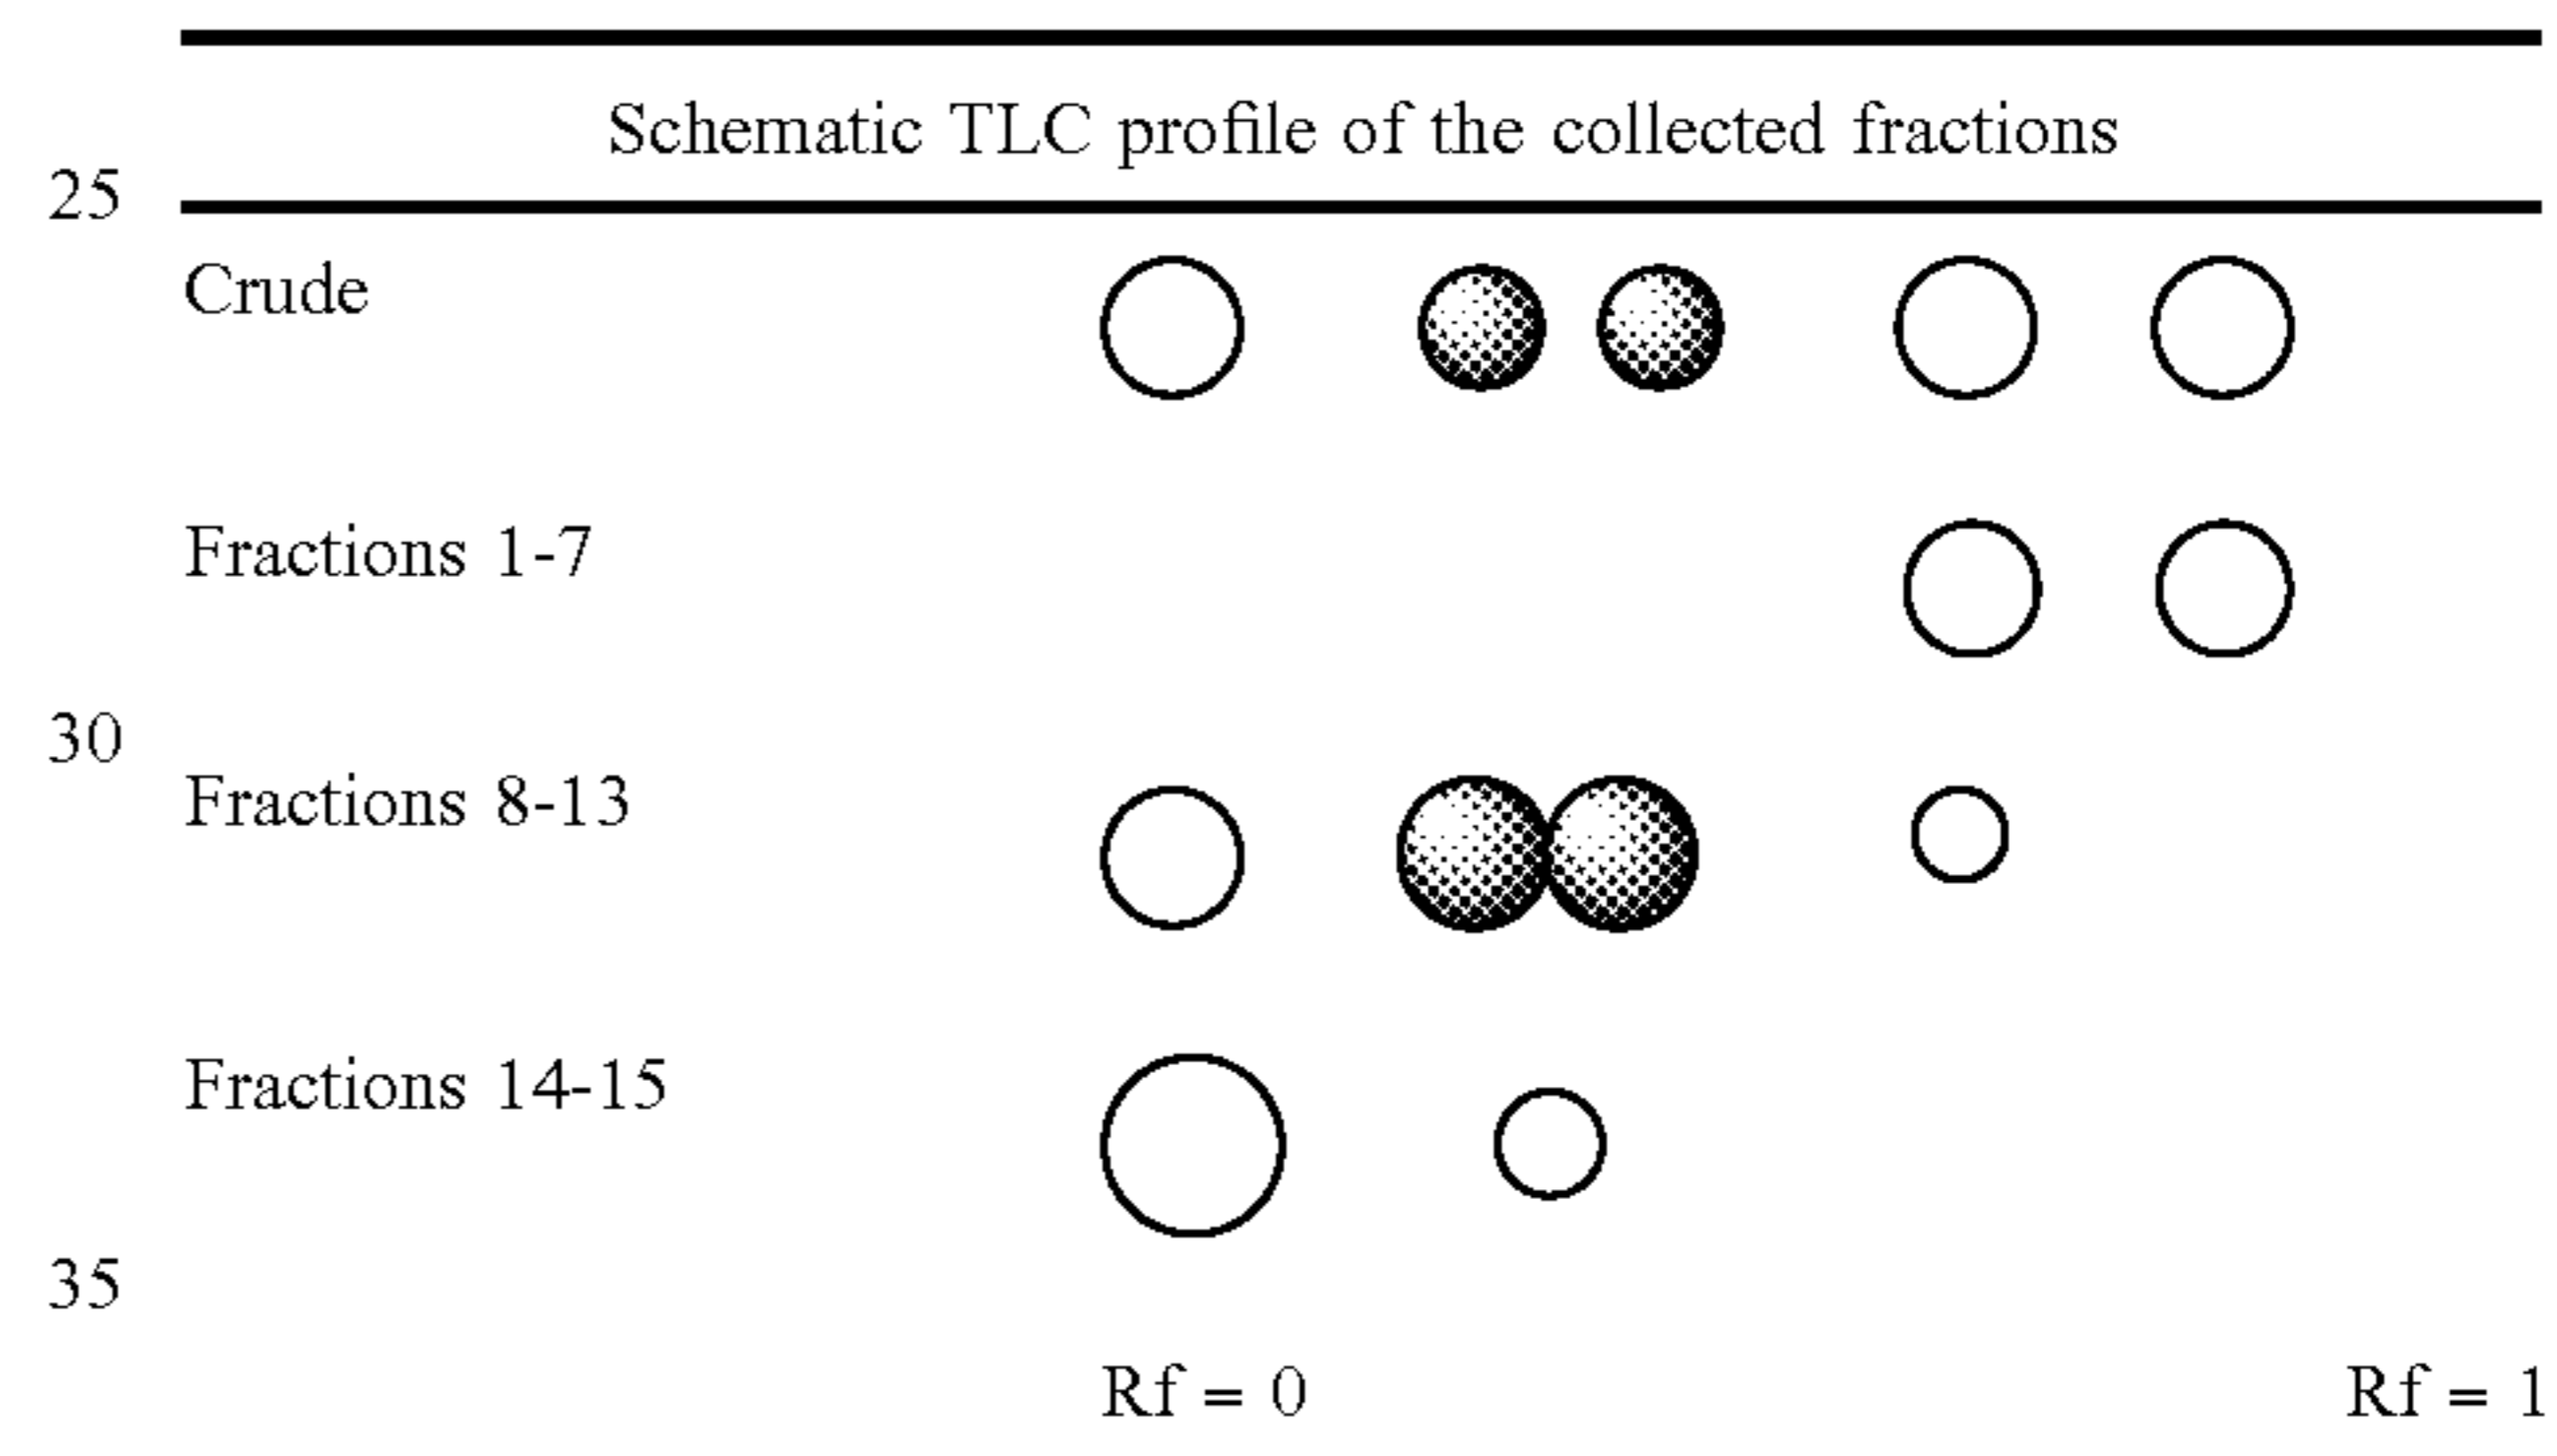 Schematic TLC profile of the collected fractions
25
Crude
Fractions 1-7
30
Fractions 8-13
Fractions 14-15
35
Rf = 0 Rf = 1